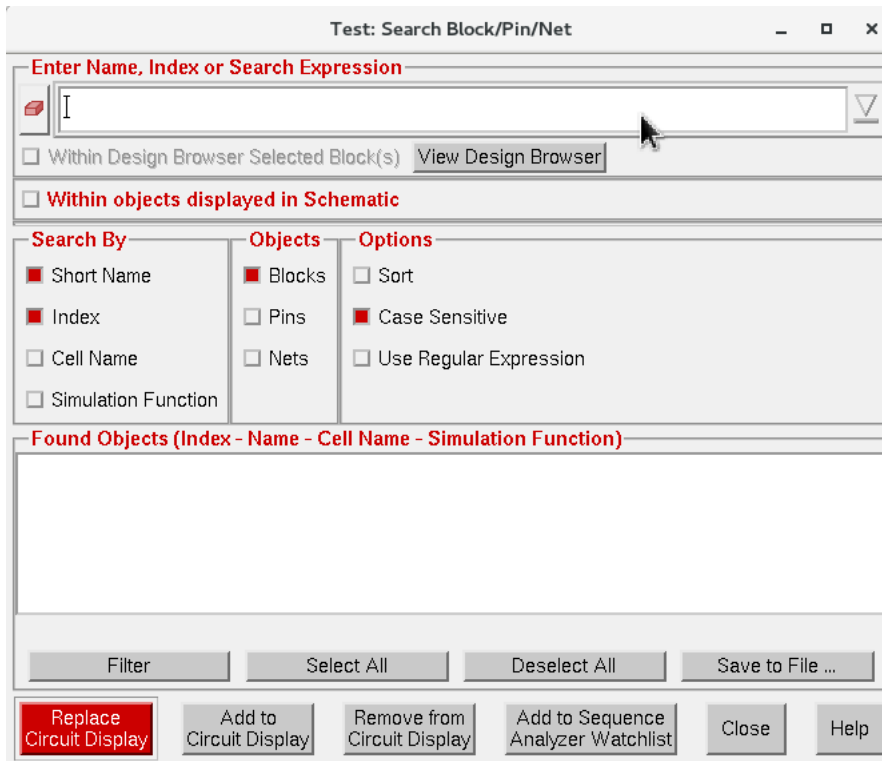 Test: Search Block/Pin/Net
Enter Name, Index or Search Expression
Within Design Browser Selected Block(s) View Design Browser
Within objects displayed in Schematic
Search By Objects Options
Short Name Blocks Sort
Index Pins Case Sensitive
Cell Name Nets Use Regular Expression
Simulation Function
Found Objects (Index - Name - Cell Name - Simulation Function)
Filter Select All Deselect All Save to File ...
Replace Add to Remove from Add to Sequence Close Help
Circuit Display Circuit Display Circuit Display Analyzer Watchlist